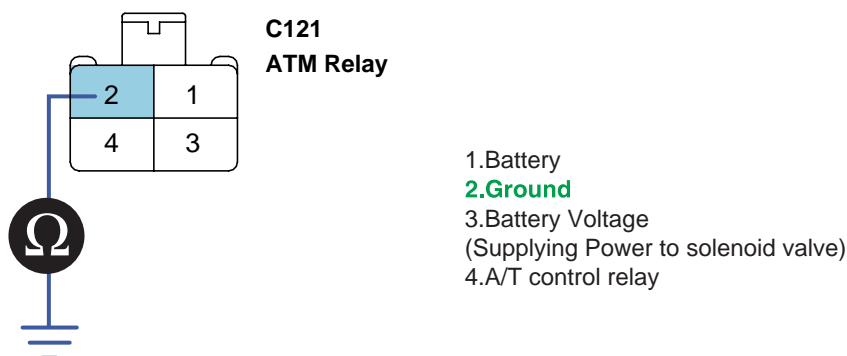 C121
ATM Relay
2 1
4 3
Ω
1.Battery
2.Ground
3.Battery Voltage
(Supplying Power to solenoid valve)
4.A/T control relay